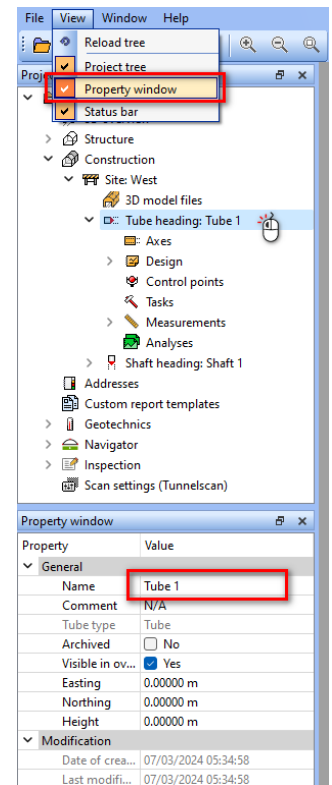 File View Window Help
Reload tree
Project tree
Property window
Status bar
Structure
Construction
Site: West
3D model files
Tube heading: Tube 1
Axes
Design
Control points
Tasks
Measurements
Analyses
Shaft heading: Shaft 1
Addresses
Custom report templates
Geotechnics
Navigator
Inspection
Scan settings (Tunnelscan)
Property window
Property Value
General
Name Tube 1
Comment N/A
Tube type Tube
Archived No
Visible in ov... Yes
Easting 0.00000 m
Northing 0.00000 m
Height 0.00000 m
Modification
Date of crea... 07/03/2024 05:34:58
Last modifi... 07/03/2024 05:34:58